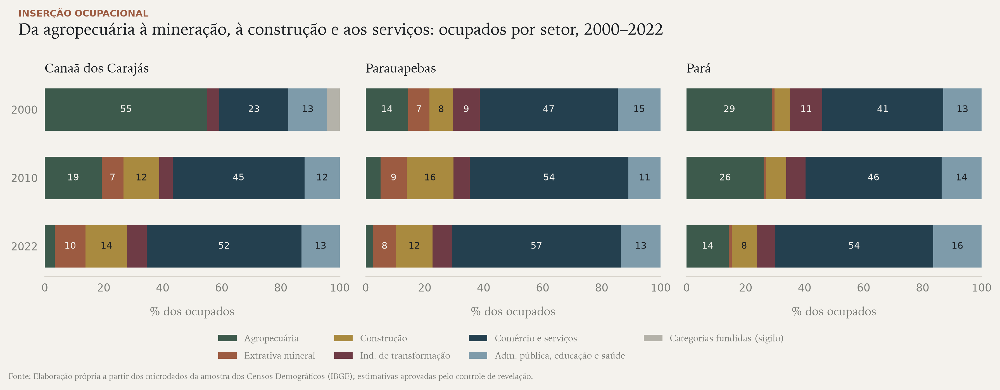 INSERÇÃO OCUPACIONAL
Da agropecuária à mineração, à construção e aos serviços: ocupados por setor, 2000–2022
Canaã dos Carajás
Parauapebas
Pará
2000
55 23 13
14 7 8 9 47 15
29 11 41 13
2010
19 7 12 45 12
9 16 54 11
26 46 14
2022
10 14 52 13
8 12 57 13
14 8 54 16
0 20 40 60 80 100
0 20 40 60 80 100
0 20 40 60 80 100
% dos ocupados
% dos ocupados
% dos ocupados
Agropecuária
Construção
Comércio e serviços
Categorias fundidas (sigilo)
Extrativa mineral
Ind. de transformação
Adm. pública, educação e saúde
Fonte: Elaboração própria a partir dos microdados da amostra dos Censos Demográficos (IBGE); estimativas aprovadas pelo controle de revelação.